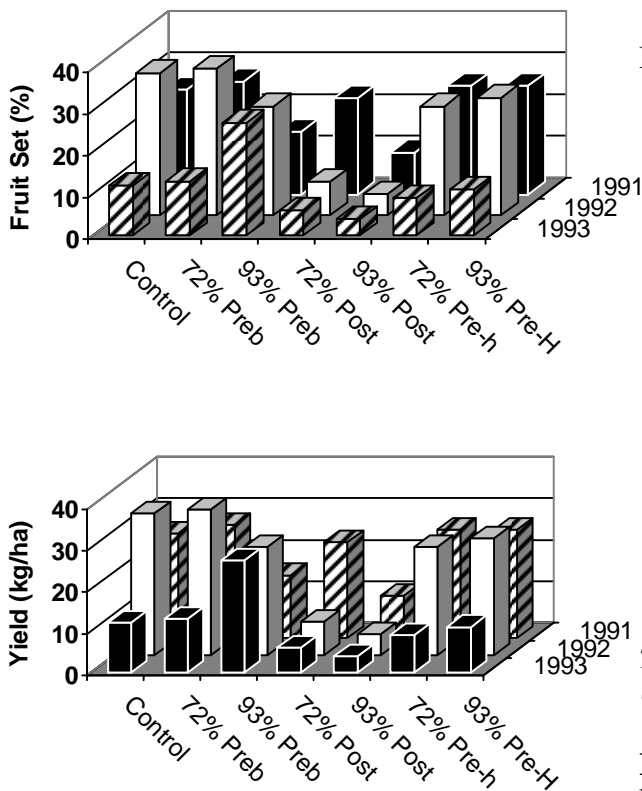 Fruit Set (%)
40
30
20
10
0
1991
1992
1993
Control
72% Preb
93% Preb
72% Post
93% Post
72% Pre-h
93% Pre-H
Yield (kg/ha)
40
30
20
10
0
1991
1992
1993
Control
72% Preb
93% Preb
72% Post
93% Post
72% Pre-h
93% Pre-H